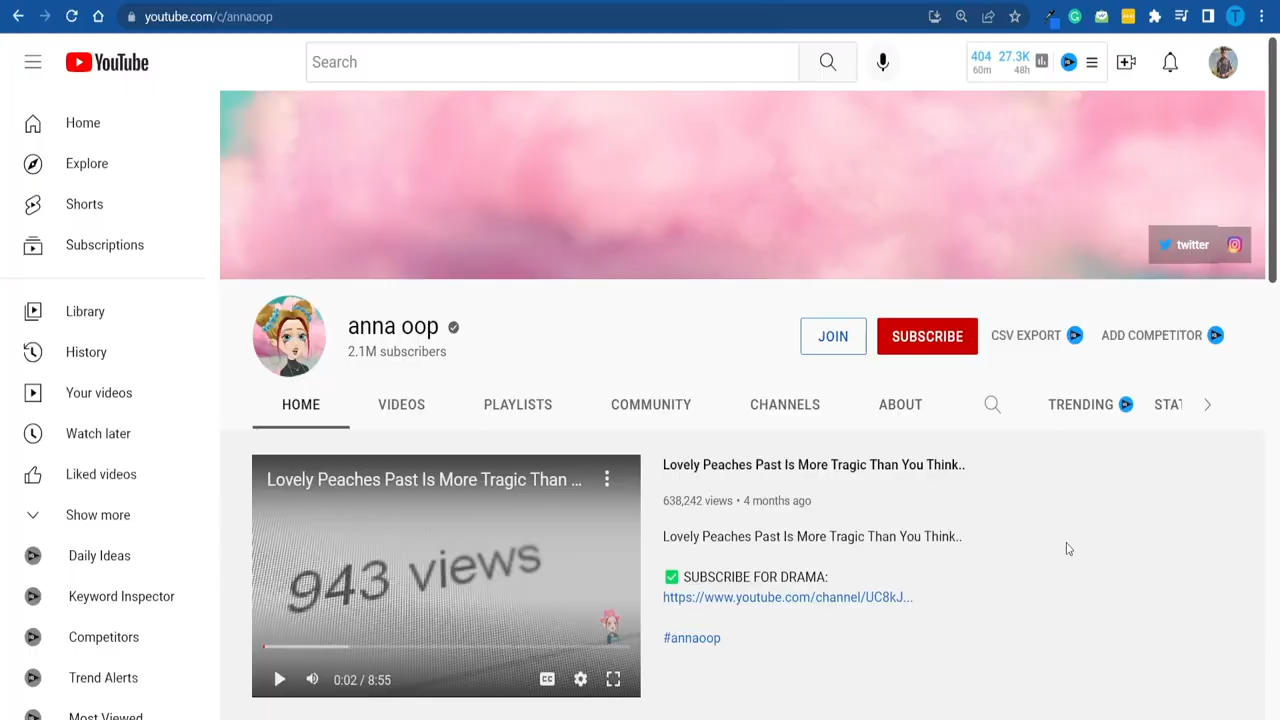 youtube.com/c/annaoop
YouTube
Search
404 27.3K
60m 48h
Home
Explore
Shorts
Subscriptions
Library
History
Your videos
Watch later
Liked videos
Show more
Daily Ideas
Keyword Inspector
Competitors
Trend Alerts
Most Viewed
twitter
anna oop
2.1M subscribers
JOIN
SUBSCRIBE
CSV EXPORT
ADD COMPETITOR
HOME VIDEOS PLAYLISTS COMMUNITY CHANNELS ABOUT TRENDING STAT
Lovely Peaches Past Is More Tragic Than ...
943 views
0:02 / 8:55
CC
Lovely Peaches Past Is More Tragic Than You Think..
638,242 views • 4 months ago
Lovely Peaches Past Is More Tragic Than You Think..
✅ SUBSCRIBE FOR DRAMA:
https://www.youtube.com/channel/UC8kJ...
#annaoop